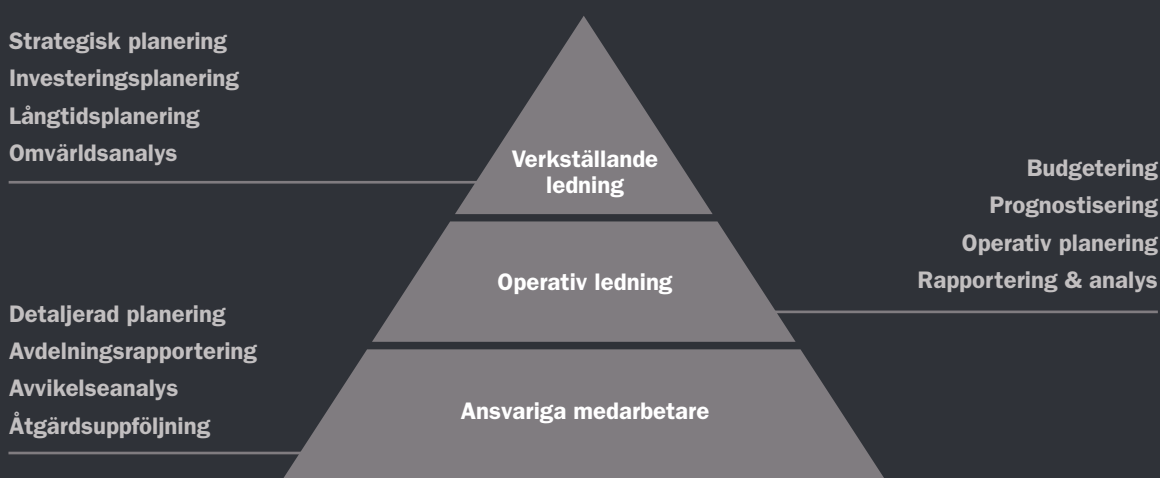 Strategisk planering
Investeringsplanering
Långtidsplanering
Omvärldsanalys
Verkställande
ledning
Budgetering
Prognostisering
Operativ planering
Rapportering & analys
Operativ ledning
Detaljerad planering
Avdelningsrapportering
Avvikelseanalys
Åtgärdsuppföljning
Ansvariga medarbetare